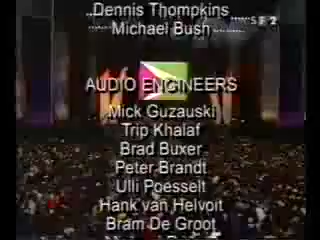 Dennis Thompkins
Michael Bush
AUDIO ENGINEERS
Mick Guzauski
Trip Khalaf
Brad Buxer
Peter Brandt
Ulli Poesselt
Hank van Helvoit
Bram De Groot